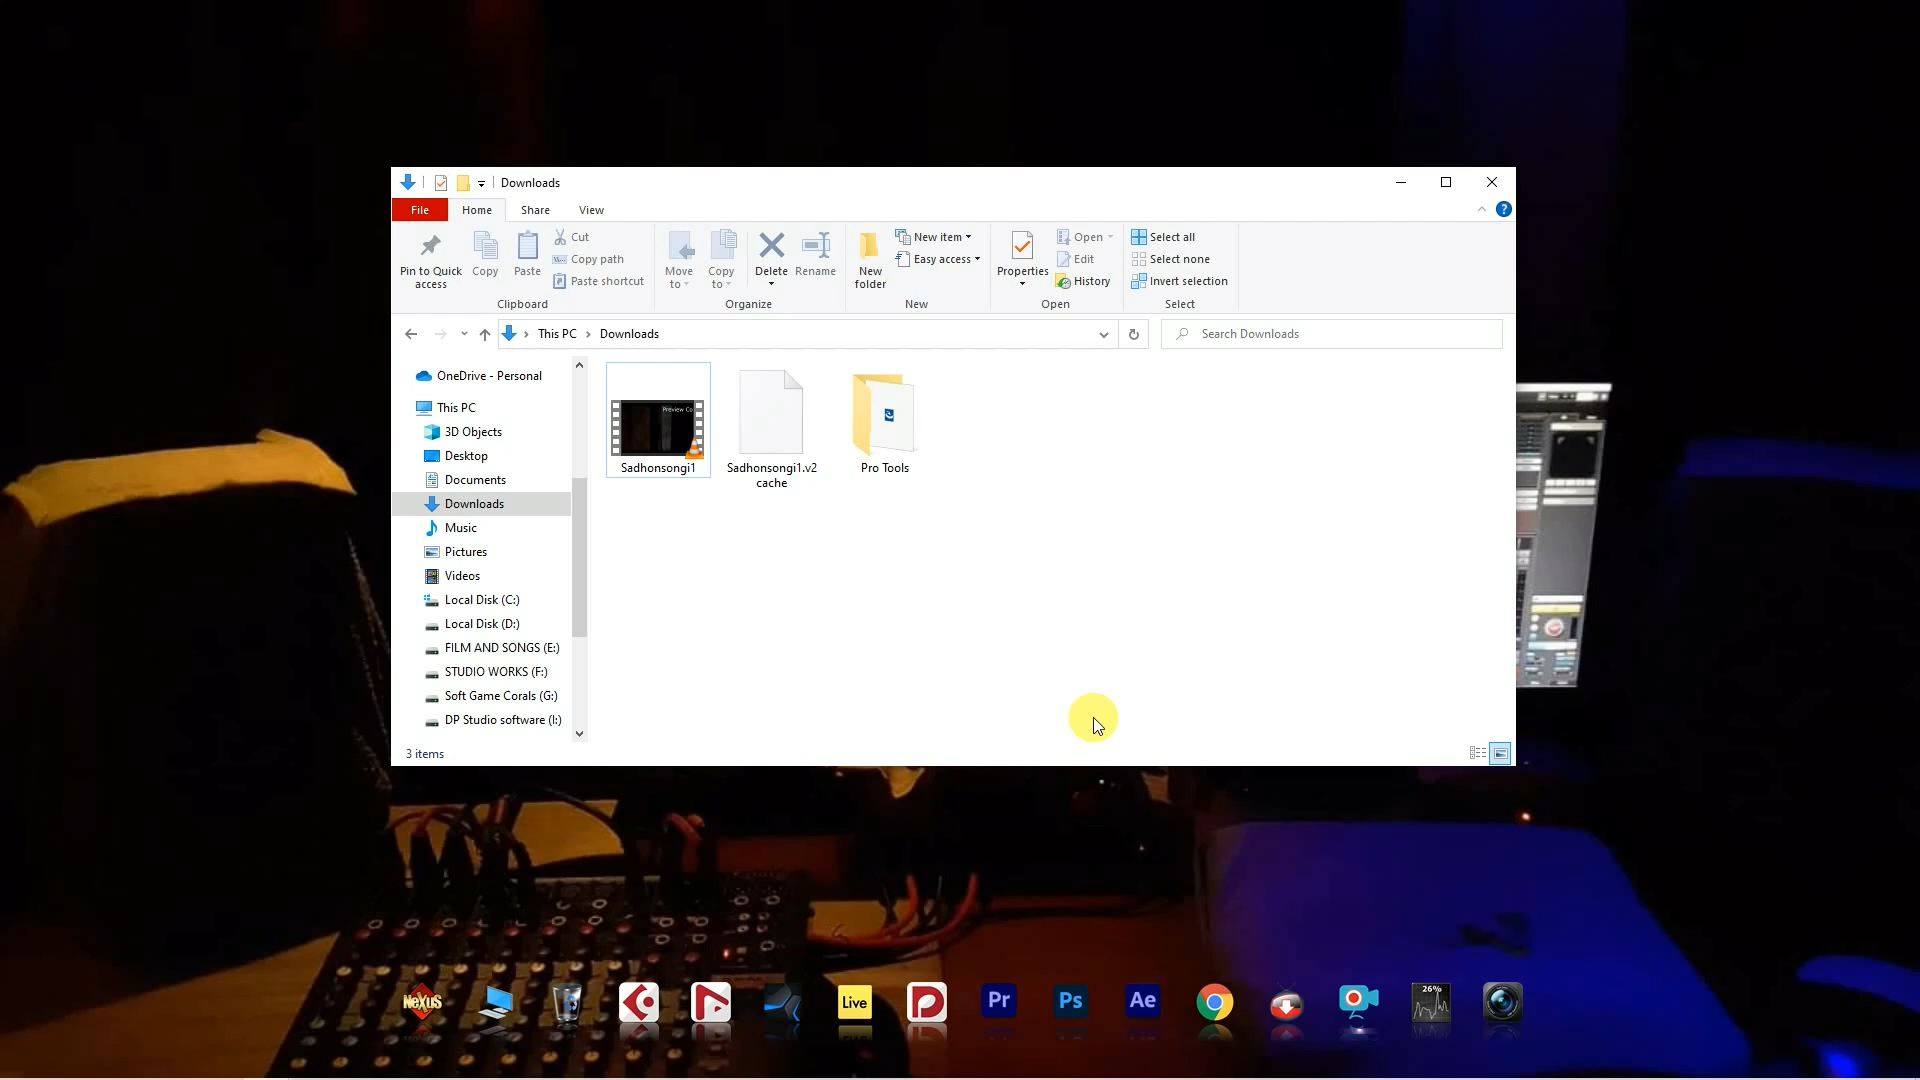 Downloads
File
Home
Share
View
Pin to Quick
access
Copy
Paste
Cut
Copy path
Paste shortcut
Clipboard
Move
to
Copy
to
Delete
Rename
Organize
New
folder
New item
Easy access
New
Properties
Open
Edit
History
Open
Select all
Select none
Invert selection
Select
This PC
Downloads
Search Downloads
OneDrive - Personal
This PC
3D Objects
Desktop
Documents
Downloads
Music
Pictures
Videos
Local Disk (C:)
Local Disk (D:)
FILM AND SONGS (E:)
STUDIO WORKS (F:)
Soft Game Corals (G:)
DP Studio software (I:)
Preview Co
Sadhonsongi1
Sadhonsongi1.v2
cache
Pro Tools
3 items
NeXuS
Live
Pr
Ps
Ae
26%